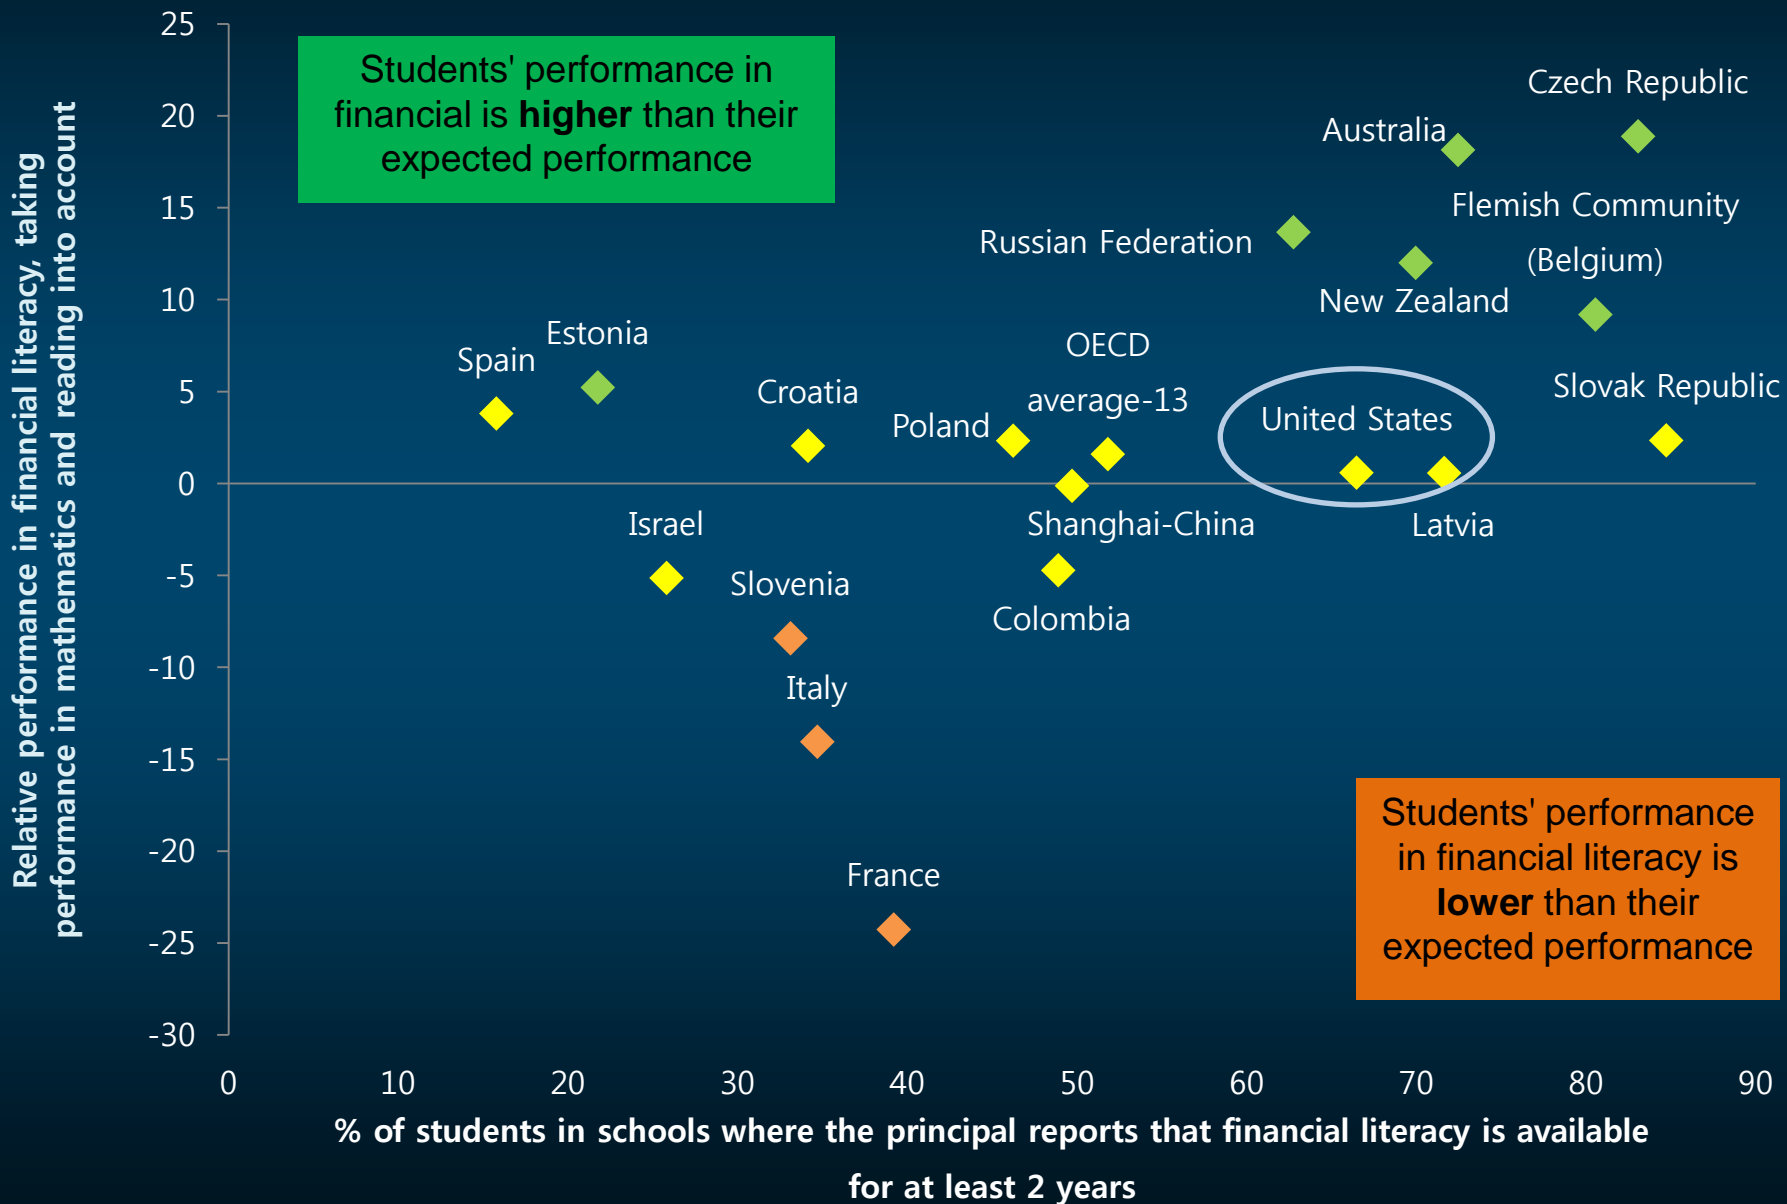 Relative performance in financial literacy, taking
performance in mathematics and reading into account
25
20
15
10
5
0
-5
-10
-15
-20
-25
-30
Students' performance in
financial is higher than their
expected performance
Czech Republic
Australia
Flemish Community
(Belgium)
Russian Federation
New Zealand
Estonia
Spain
OECD
average-13
Croatia
Poland
United States
Slovak Republic
Israel
Shanghai-China
Latvia
Slovenia
Colombia
Italy
France
Students' performance
in financial literacy is
lower than their
expected performance
0 10 20 30 40 50 60 70 80 90
% of students in schools where the principal reports that financial literacy is available
for at least 2 years